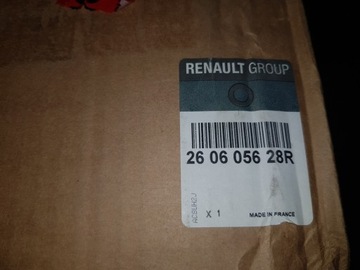 RENAULT GROUP
26 06 056 28R
X 1
MADE IN FRANCE